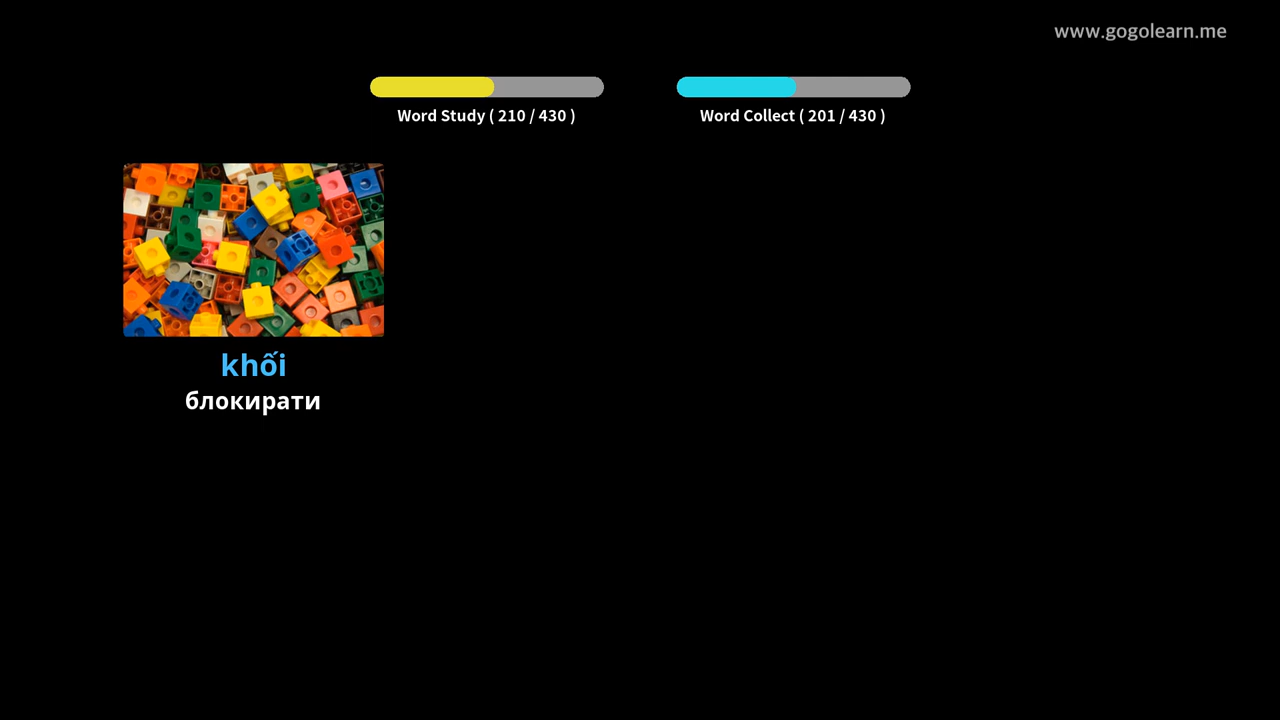 www.gogolearn.me
Word Study ( 210 / 430 )
Word Collect ( 201 / 430 )
khối
блокирати